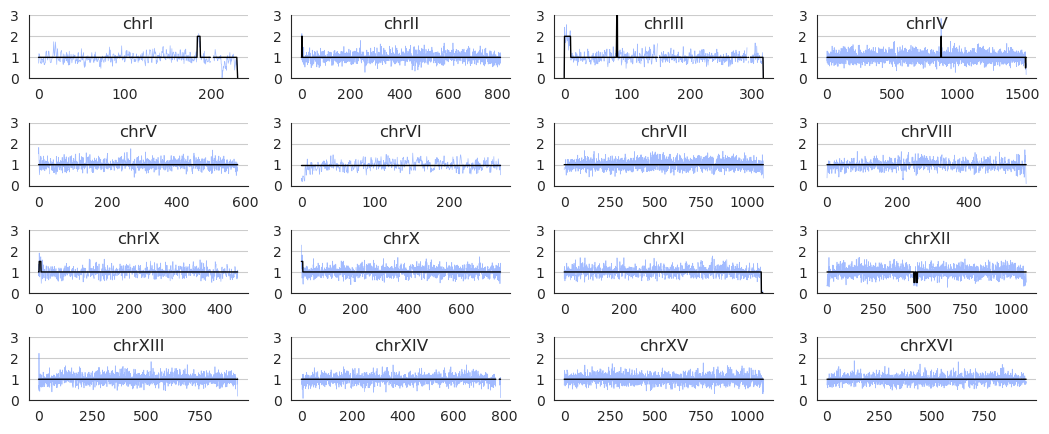 chrI chrII chrIII chrIV
3 3 3 3
2 2 2 2
1 1 1 1
0 0 0 0
0 100 200 0 200 400 600 800 0 100 200 300 0 500 1000 1500
chrV chrVI chrVII chrVIII
3 3 3 3
2 2 2 2
1 1 1 1
0 0 0 0
0 200 400 600 0 100 200 0 250 500 750 1000 0 200 400
chrIX chrX chrXI chrXII
3 3 3 3
2 2 2 2
1 1 1 1
0 0 0 0
0 100 200 300 400 0 200 400 600 0 200 400 600 0 250 500 750 1000
chrXIII chrXIV chrXV chrXVI
3 3 3 3
2 2 2 2
1 1 1 1
0 0 0 0
0 250 500 750 0 200 400 600 800 0 250 500 750 1000 0 250 500 750